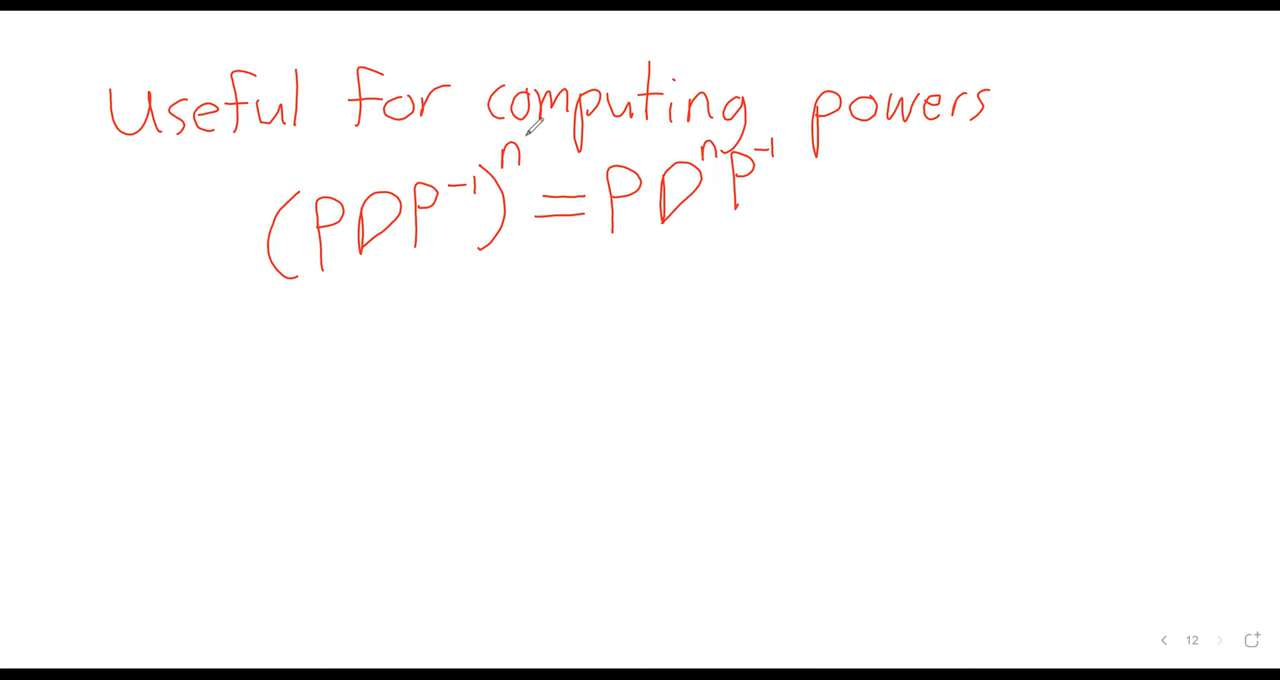 Useful for computing powers
(PDP⁻¹)ⁿ = PDⁿP⁻¹
12